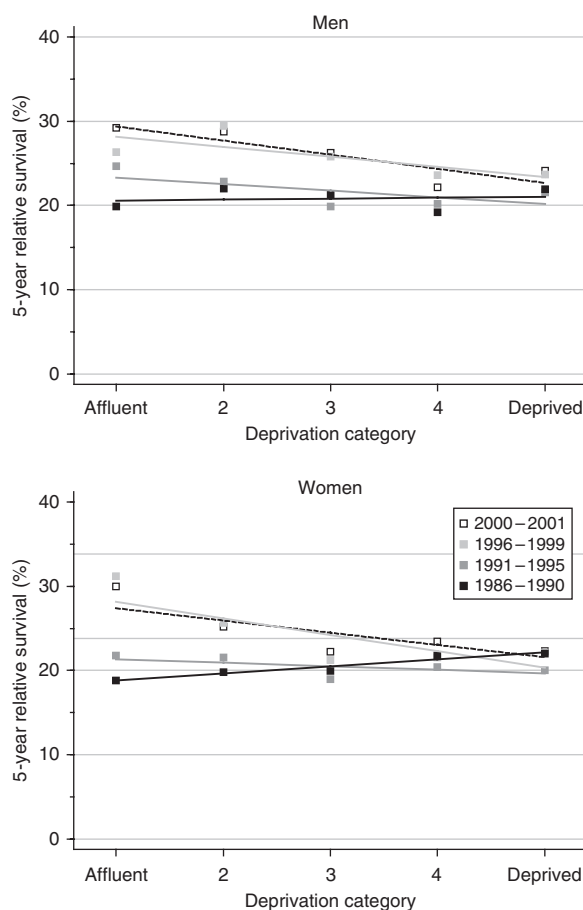 Men
40
30
20
10
0
5-year relative survival (%)
Affluent 2 3 4 Deprived
Deprivation category
Women
40
30
20
10
0
5-year relative survival (%)
2000–2001
1996–1999
1991–1995
1986–1990
Affluent 2 3 4 Deprived
Deprivation category